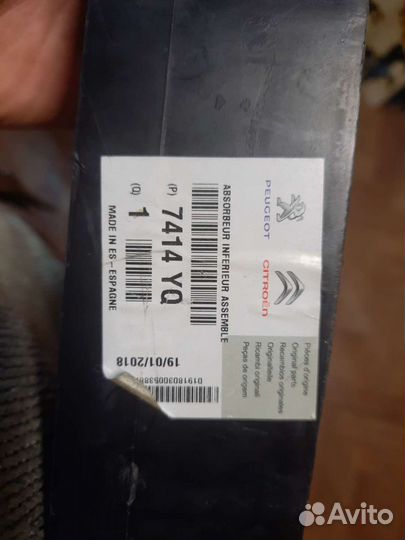 PEUGEOT
CITROËN
Pièces d'origine
Original parts
Recambios originales
Originalteile
Ricambi originali
Peças de origem
ABSORBEUR INFERIEUR ASSEMBLE
(P) 7414 YQ
(Q) 1
19/01/2018
MADE IN ES - ESPAGNE
Avito